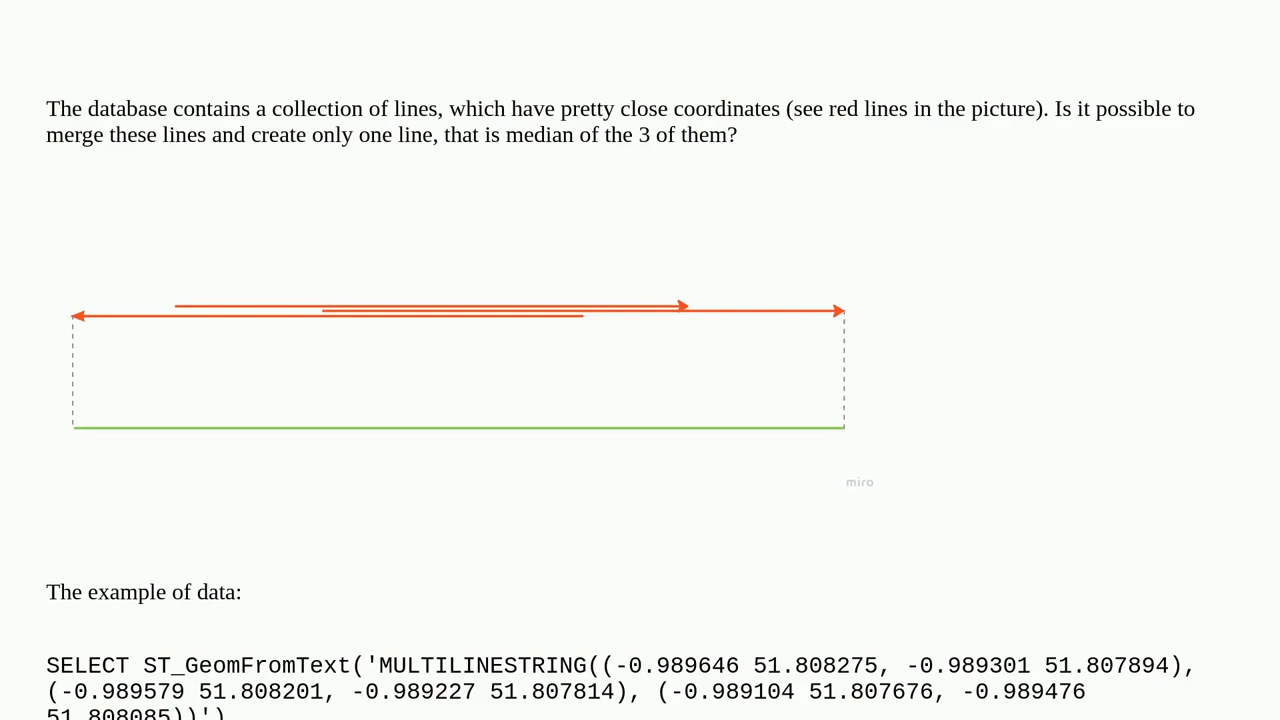 The database contains a collection of lines, which have pretty close coordinates (see red lines in the picture). Is it possible to
merge these lines and create only one line, that is median of the 3 of them?
miro
The example of data:
SELECT ST_GeomFromText('MULTILINESTRING((-0.989646 51.808275, -0.989301 51.807894),
(-0.989579 51.808201, -0.989227 51.807814), (-0.989104 51.807676, -0.989476
51.808085))')